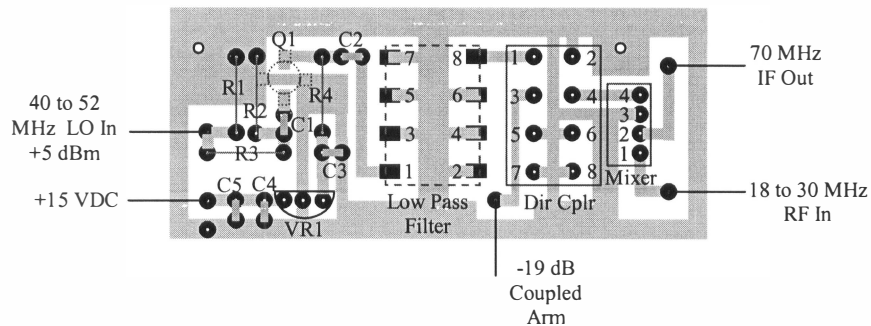 Q1
C2
7
8
1
2
70 MHz
IF Out
R1
R2
R4
5
6
3
4
4
3
2
1
40 to 52
MHz LO In
+5 dBm
C1
3
4
5
6
R3
C3
1
2
7
8
Mixer
+15 VDC
C5
C4
VR1
Low Pass
Filter
Dir Cplr
18 to 30 MHz
RF In
-19 dB
Coupled
Arm